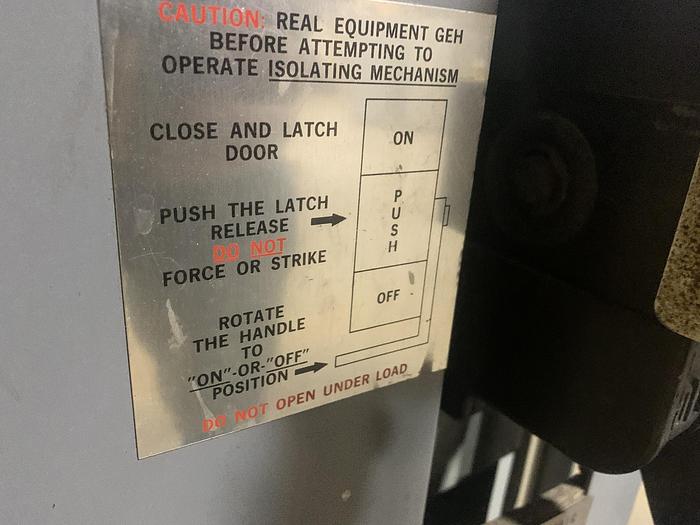 CAUTION: REAL EQUIPMENT GEH
BEFORE ATTEMPTING TO
OPERATE ISOLATING MECHANISM
CLOSE AND LATCH
DOOR
ON
PUSH THE LATCH
RELEASE
DO NOT
FORCE OR STRIKE
PUSH
OFF
ROTATE
THE HANDLE
TO
"ON"-OR-"OFF"
POSITION
DO NOT OPEN UNDER LOAD